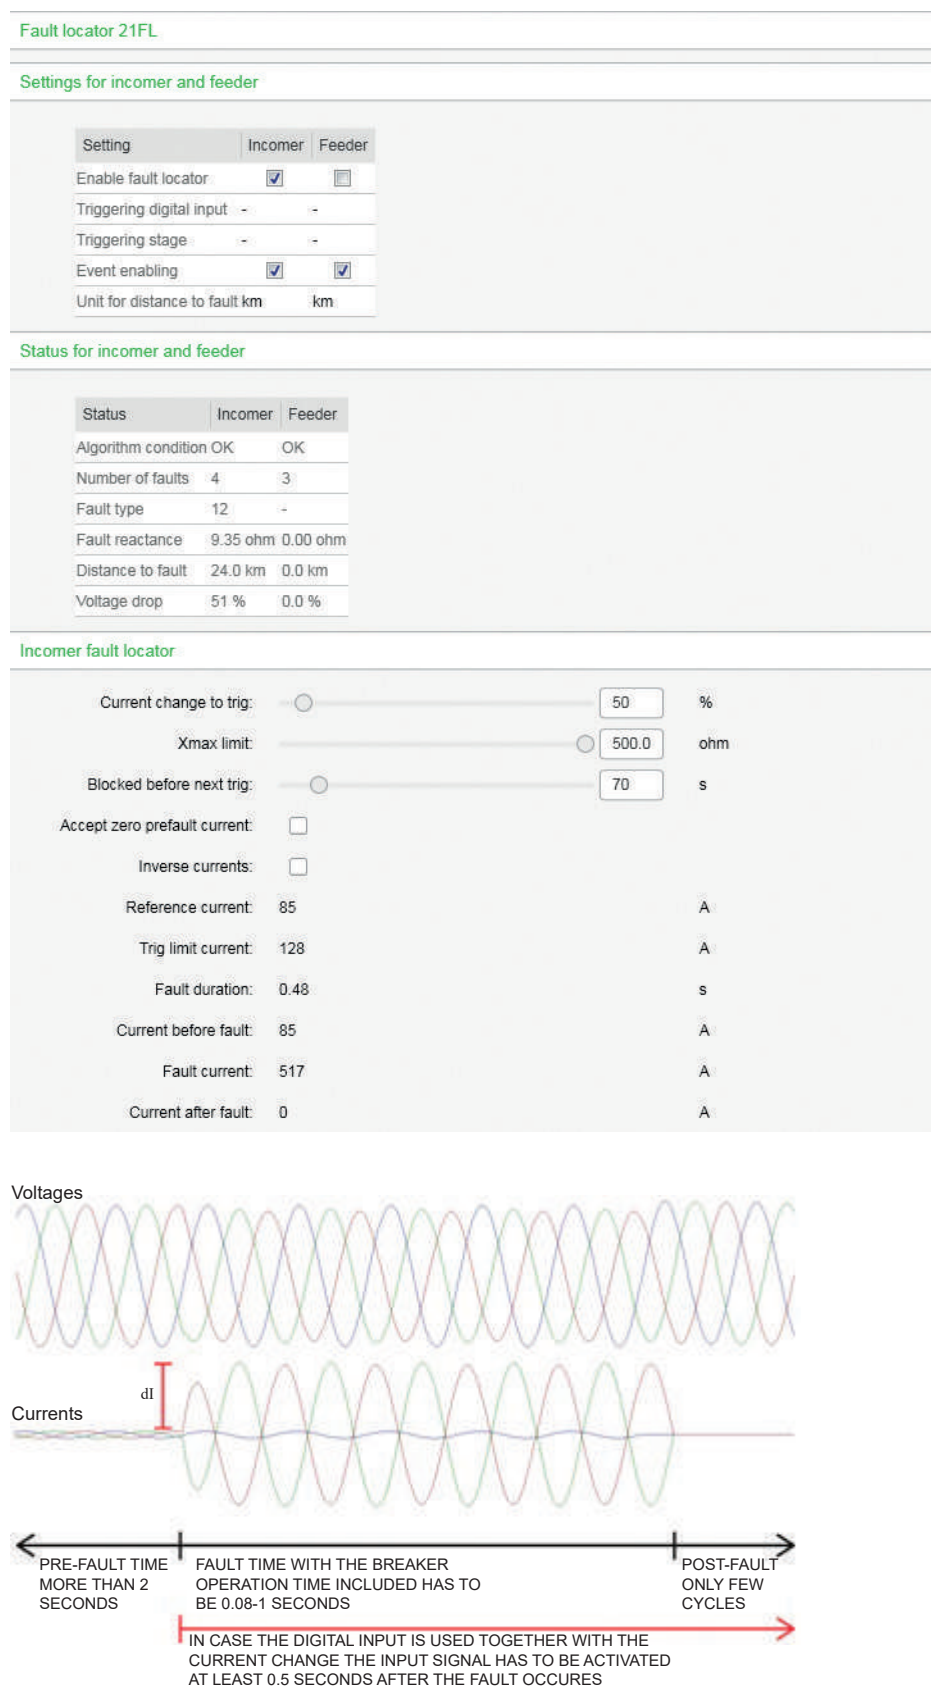 Fault locator 21FL
Settings for incomer and feeder
Setting Incomer Feeder
Enable fault locator
Triggering digital input - -
Triggering stage - -
Event enabling
Unit for distance to fault km km
Status for incomer and feeder
Status Incomer Feeder
Algorithm condition OK OK
Number of faults 4 3
Fault type 12 -
Fault reactance 9.35 ohm 0.00 ohm
Distance to fault 24.0 km 0.0 km
Voltage drop 51 % 0.0 %
Incomer fault locator
Current change to trig: 50 %
Xmax limit: 500.0 ohm
Blocked before next trig: 70 s
Accept zero prefault current:
Inverse currents:
Reference current: 85 A
Trig limit current: 128 A
Fault duration: 0.48 s
Current before fault: 85 A
Fault current: 517 A
Current after fault: 0 A
Voltages
dI
Currents
PRE-FAULT TIME
MORE THAN 2
SECONDS
FAULT TIME WITH THE BREAKER
OPERATION TIME INCLUDED HAS TO
BE 0.08-1 SECONDS
POST-FAULT
ONLY FEW
CYCLES
IN CASE THE DIGITAL INPUT IS USED TOGETHER WITH THE
CURRENT CHANGE THE INPUT SIGNAL HAS TO BE ACTIVATED
AT LEAST 0.5 SECONDS AFTER THE FAULT OCCURES